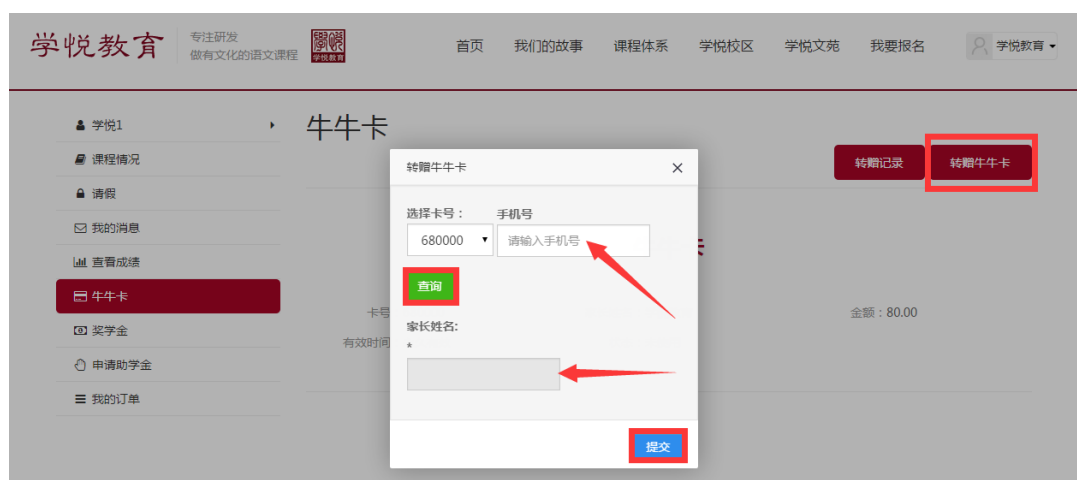 学悦教育
专注研发
做有文化的语文课程
學悦
学悦教育
首页 我们的故事 课程体系 学悦校区 学悦文苑 我要报名 学悦教育
学悦1
课程情况
请假
我的消息
查看成绩
牛牛卡
奖学金
申请助学金
我的订单
牛牛卡
转赠记录 转赠牛牛卡
转赠牛牛卡 ×
选择卡号： 手机号
680000 请输入手机号
查询
家长姓名:
*
提交
卡
卡号 金额：80.00
有效时间